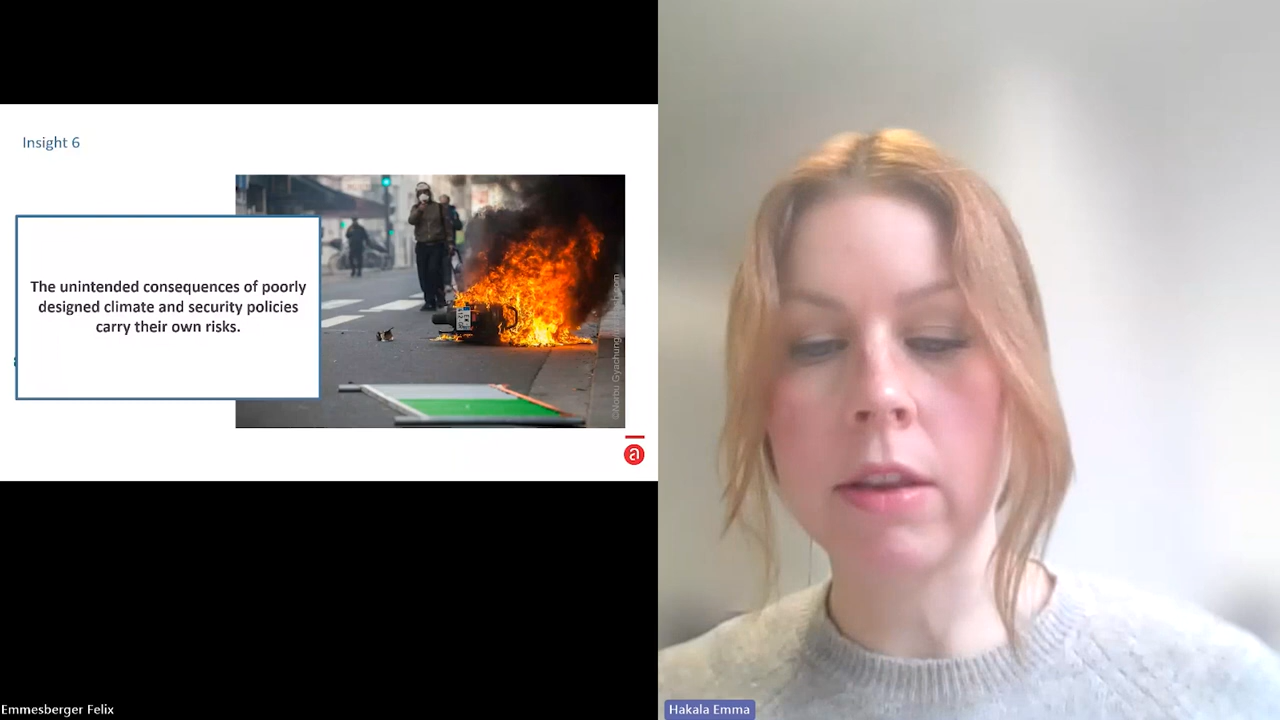 Insight 6
The unintended consequences of poorly
designed climate and security policies
carry their own risks.
a
Emmesberger Felix
Hakala Emma